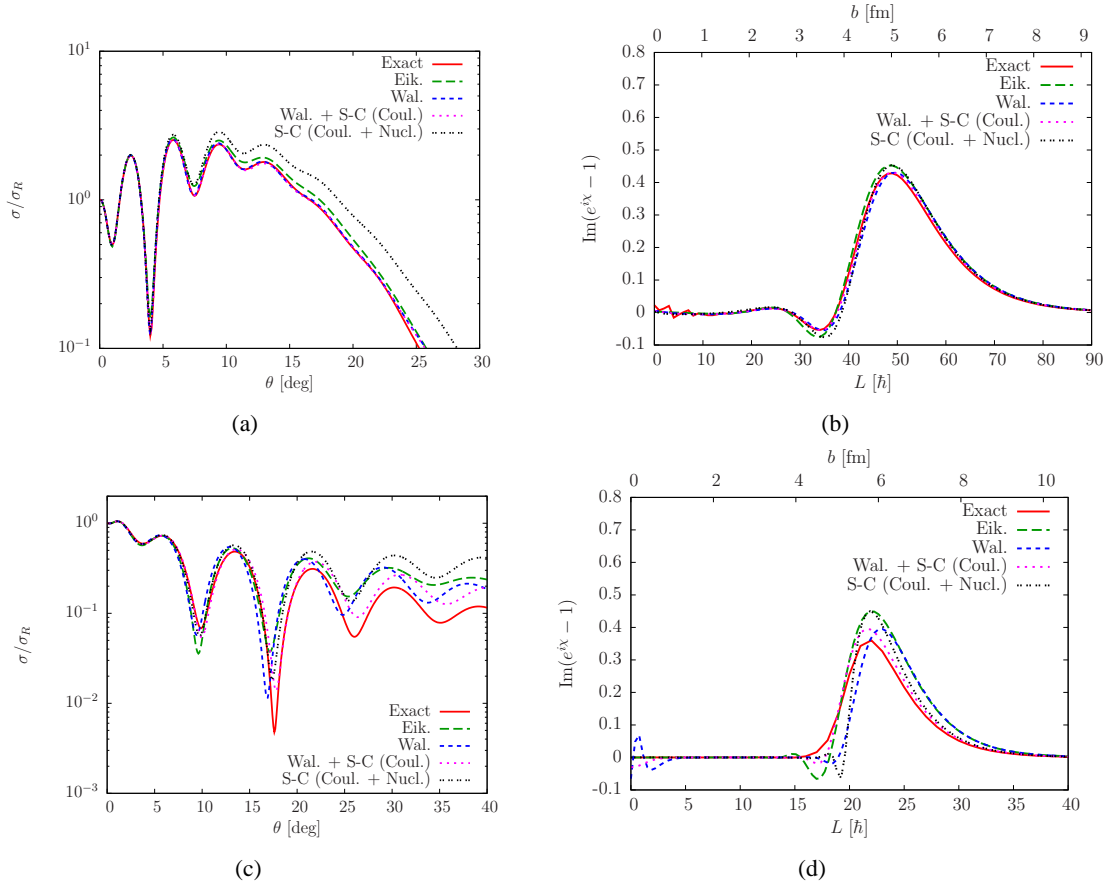 10^1
10^0
10^{-1}
σ/σ_R
0 5 10 15 20 25 30
θ [deg]
Exact
Eik.
Wal.
Wal. + S-C (Coul.)
S-C (Coul. + Nucl.)
(a)
b [fm]
0 1 2 3 4 5 6 7 8 9
0.8
0.7
0.6
0.5
0.4
0.3
0.2
0.1
0
-0.1
Im(e^{iχ} − 1)
0 10 20 30 40 50 60 70 80 90
L [ℏ]
Exact
Eik.
Wal.
Wal. + S-C (Coul.)
S-C (Coul. + Nucl.)
(b)
10^0
10^{-1}
10^{-2}
10^{-3}
σ/σ_R
0 5 10 15 20 25 30 35 40
θ [deg]
Exact
Eik.
Wal.
Wal. + S-C (Coul.)
S-C (Coul. + Nucl.)
(c)
b [fm]
0 2 4 6 8 10
0.8
0.7
0.6
0.5
0.4
0.3
0.2
0.1
0
-0.1
Im(e^{iχ} − 1)
0 5 10 15 20 25 30 35 40
L [ℏ]
Exact
Eik.
Wal.
Wal. + S-C (Coul.)
S-C (Coul. + Nucl.)
(d)